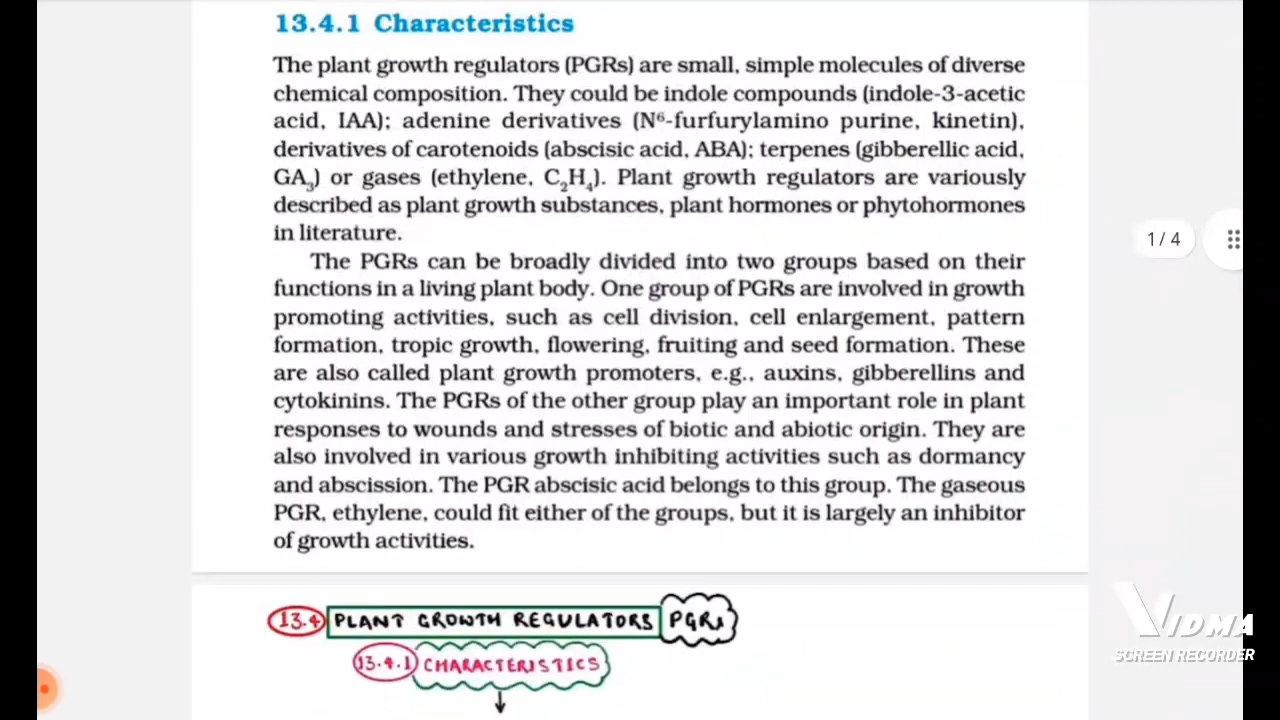 13.4.1 Characteristics
The plant growth regulators (PGRs) are small, simple molecules of diverse
chemical composition. They could be indole compounds (indole-3-acetic
acid, IAA); adenine derivatives (N⁶-furfurylamino purine, kinetin),
derivatives of carotenoids (abscisic acid, ABA); terpenes (gibberellic acid,
GA₃) or gases (ethylene, C₂H₄). Plant growth regulators are variously
described as plant growth substances, plant hormones or phytohormones
in literature.
The PGRs can be broadly divided into two groups based on their
functions in a living plant body. One group of PGRs are involved in growth
promoting activities, such as cell division, cell enlargement, pattern
formation, tropic growth, flowering, fruiting and seed formation. These
are also called plant growth promoters, e.g., auxins, gibberellins and
cytokinins. The PGRs of the other group play an important role in plant
responses to wounds and stresses of biotic and abiotic origin. They are
also involved in various growth inhibiting activities such as dormancy
and abscission. The PGR abscisic acid belongs to this group. The gaseous
PGR, ethylene, could fit either of the groups, but it is largely an inhibitor
of growth activities.
1 / 4
13.4 PLANT GROWTH REGULATORS PGRs
13.4.1 CHARACTERISTICS
VIDMA
SCREEN RECORDER